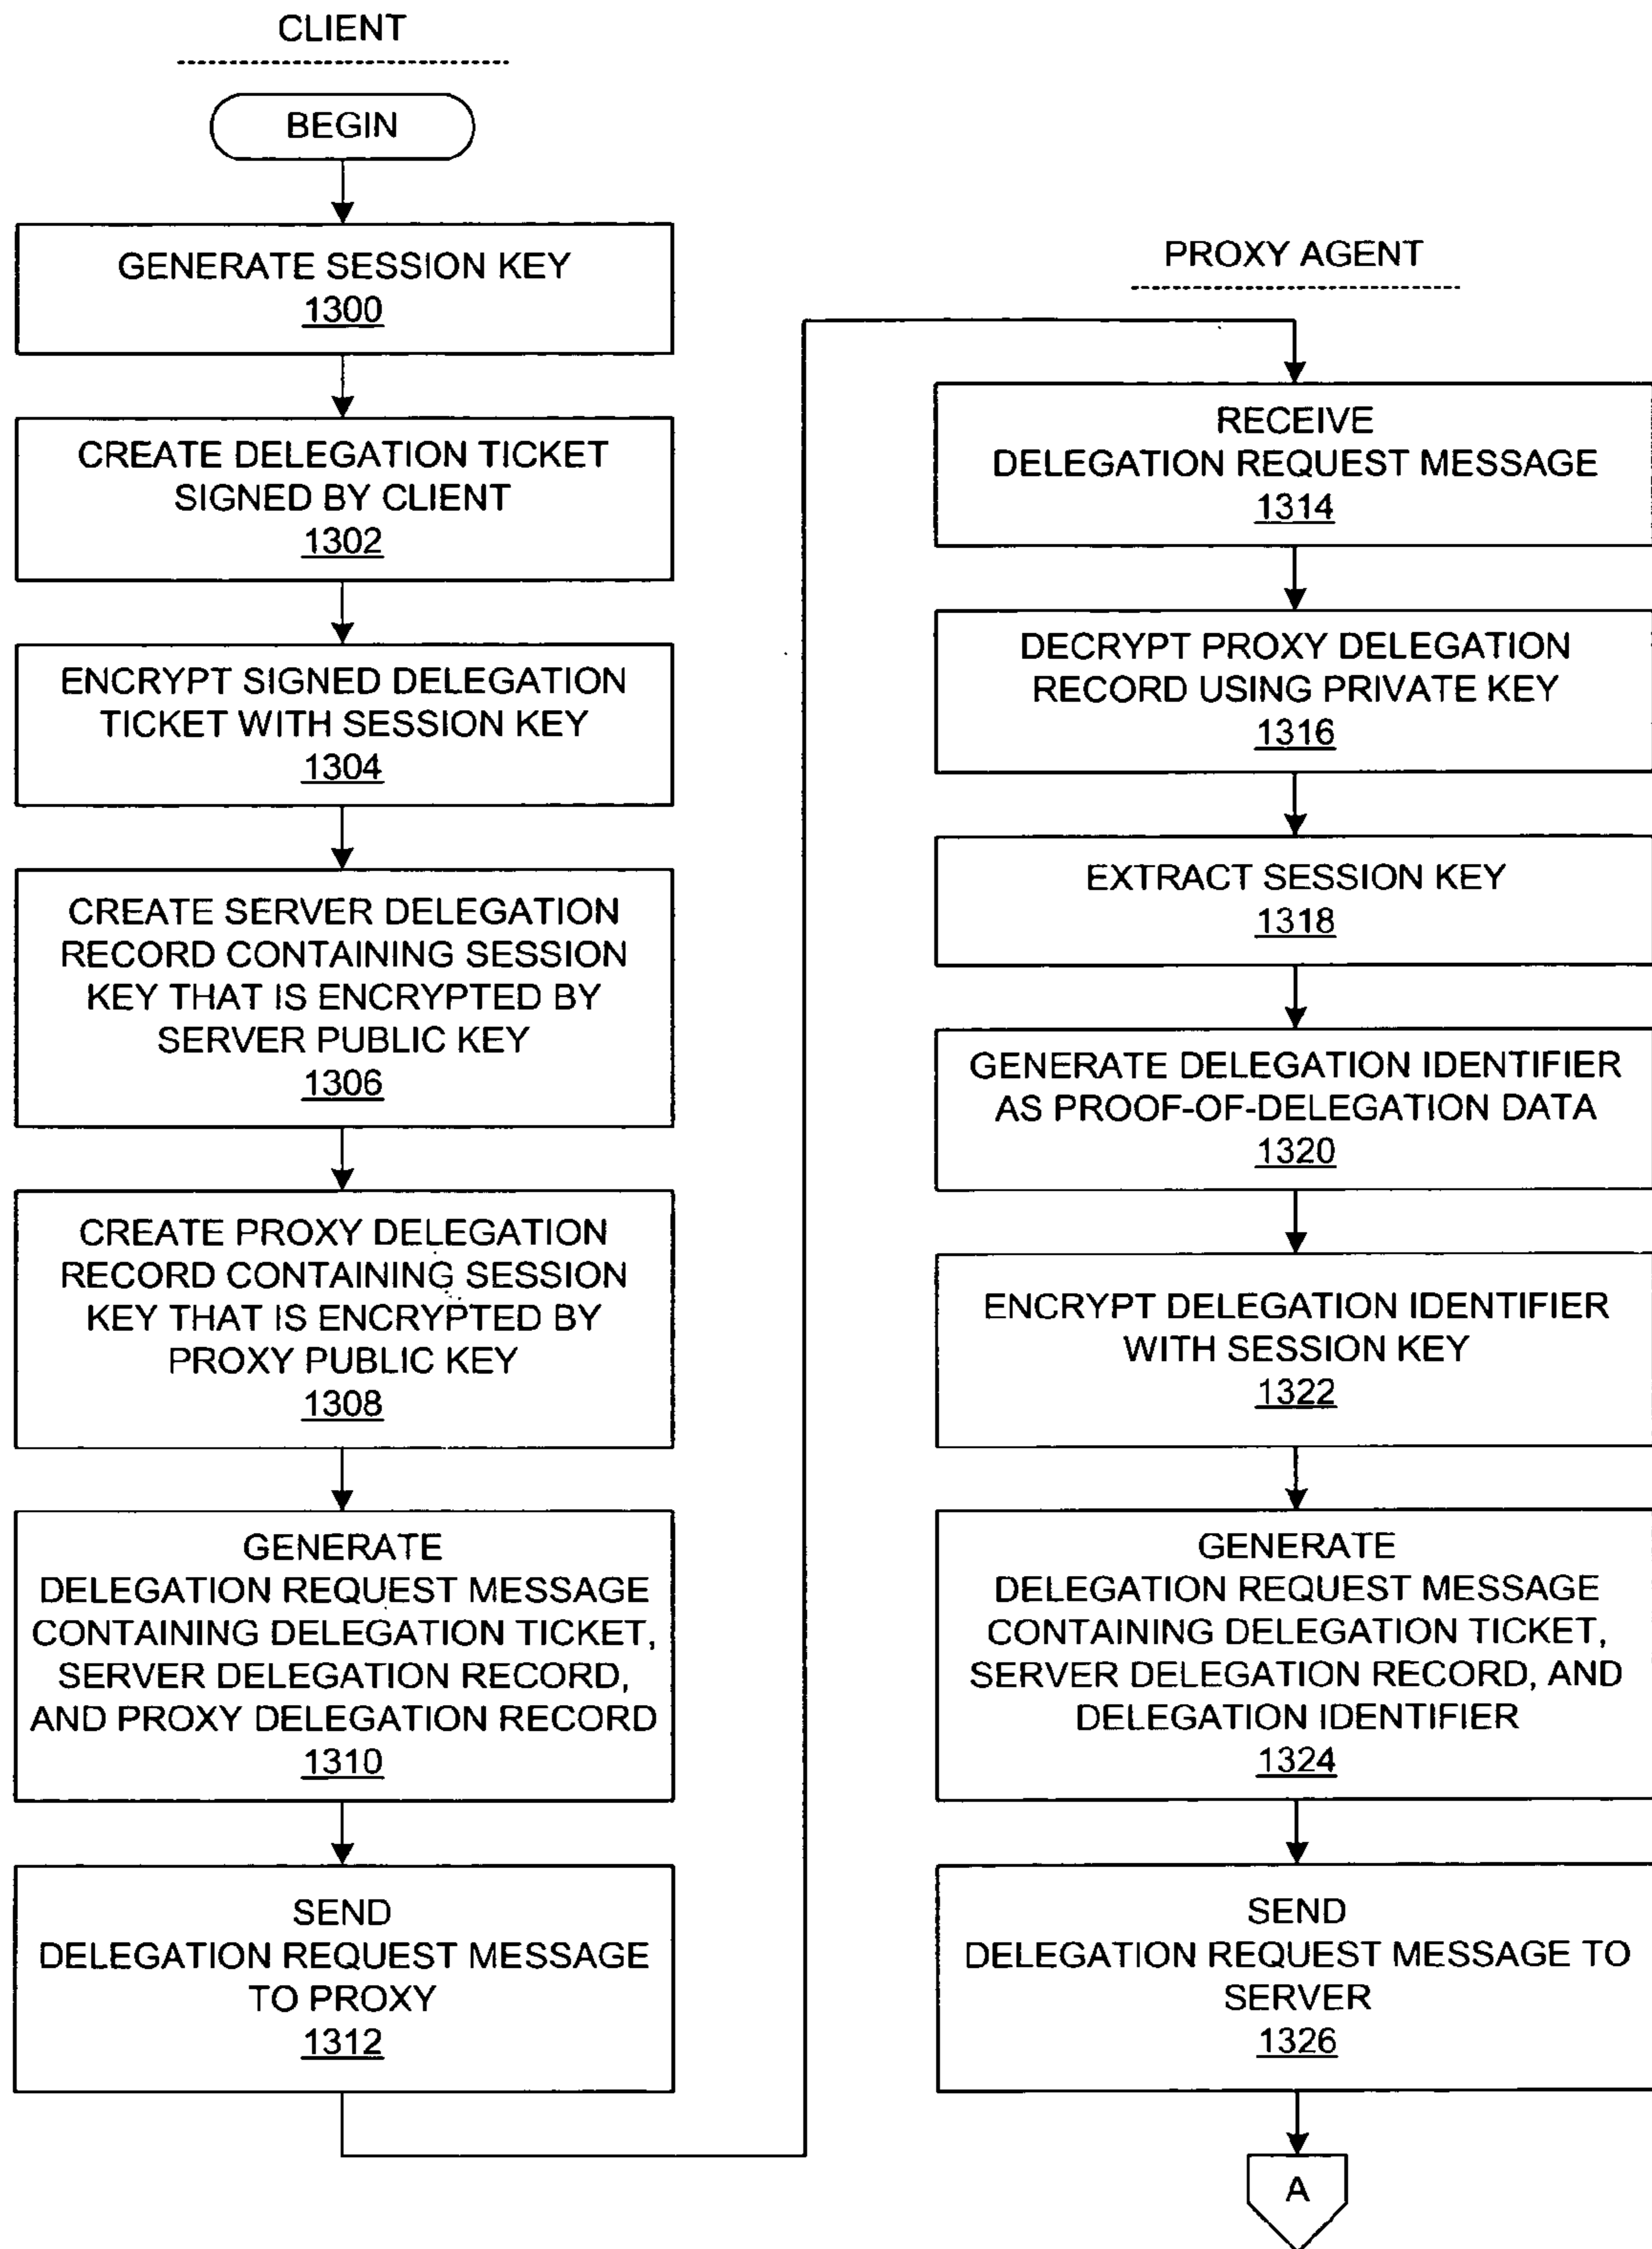 CLIENT
BEGIN
GENERATE SESSION KEY
1300
CREATE DELEGATION TICKET
SIGNED BY CLIENT
1302
ENCRYPT SIGNED DELEGATION
TICKET WITH SESSION KEY
1304
CREATE SERVER DELEGATION
RECORD CONTAINING SESSION
KEY THAT IS ENCRYPTED BY
SERVER PUBLIC KEY
1306
CREATE PROXY DELEGATION
RECORD CONTAINING SESSION
KEY THAT IS ENCRYPTED BY
PROXY PUBLIC KEY
1308
GENERATE
DELEGATION REQUEST MESSAGE
CONTAINING DELEGATION TICKET,
SERVER DELEGATION RECORD,
AND PROXY DELEGATION RECORD
1310
SEND
DELEGATION REQUEST MESSAGE
TO PROXY
1312
PROXY AGENT
RECEIVE
DELEGATION REQUEST MESSAGE
1314
DECRYPT PROXY DELEGATION
RECORD USING PRIVATE KEY
1316
EXTRACT SESSION KEY
1318
GENERATE DELEGATION IDENTIFIER
AS PROOF-OF-DELEGATION DATA
1320
ENCRYPT DELEGATION IDENTIFIER
WITH SESSION KEY
1322
GENERATE
DELEGATION REQUEST MESSAGE
CONTAINING DELEGATION TICKET,
SERVER DELEGATION RECORD, AND
DELEGATION IDENTIFIER
1324
SEND
DELEGATION REQUEST MESSAGE TO
SERVER
1326
A